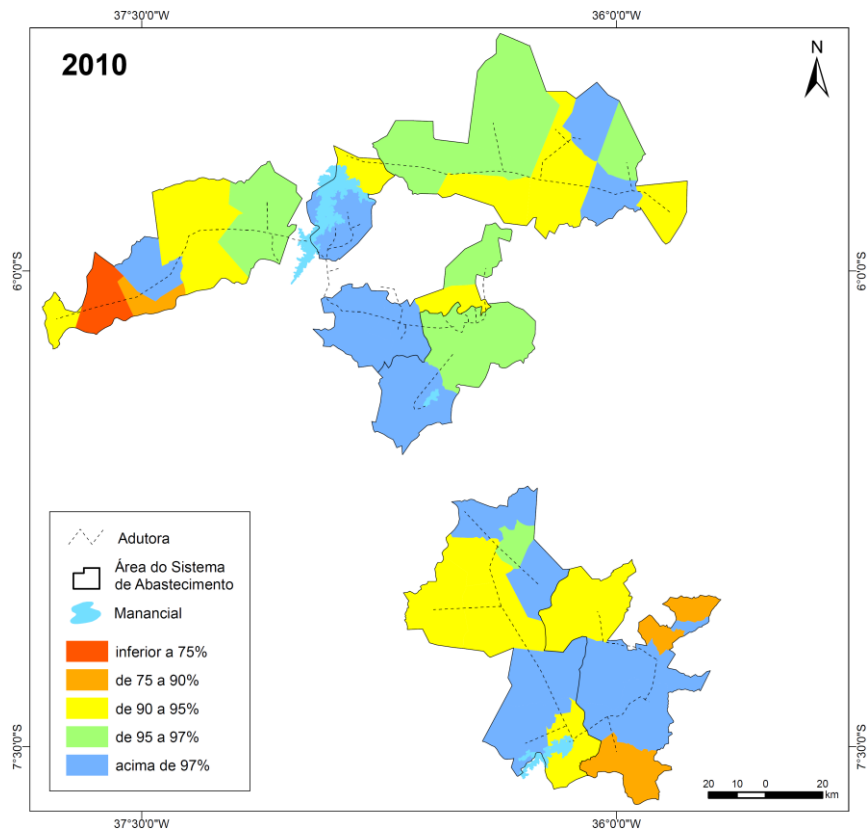 37°30'0"W
36°0'0"W
2010
N
6°0'0"S
6°0'0"S
Adutora
Área do Sistema
de Abastecimento
Manancial
inferior a 75%
de 75 a 90%
de 90 a 95%
de 95 a 97%
acima de 97%
7°30'0"S
7°30'0"S
20 10 0 20
km
37°30'0"W
36°0'0"W